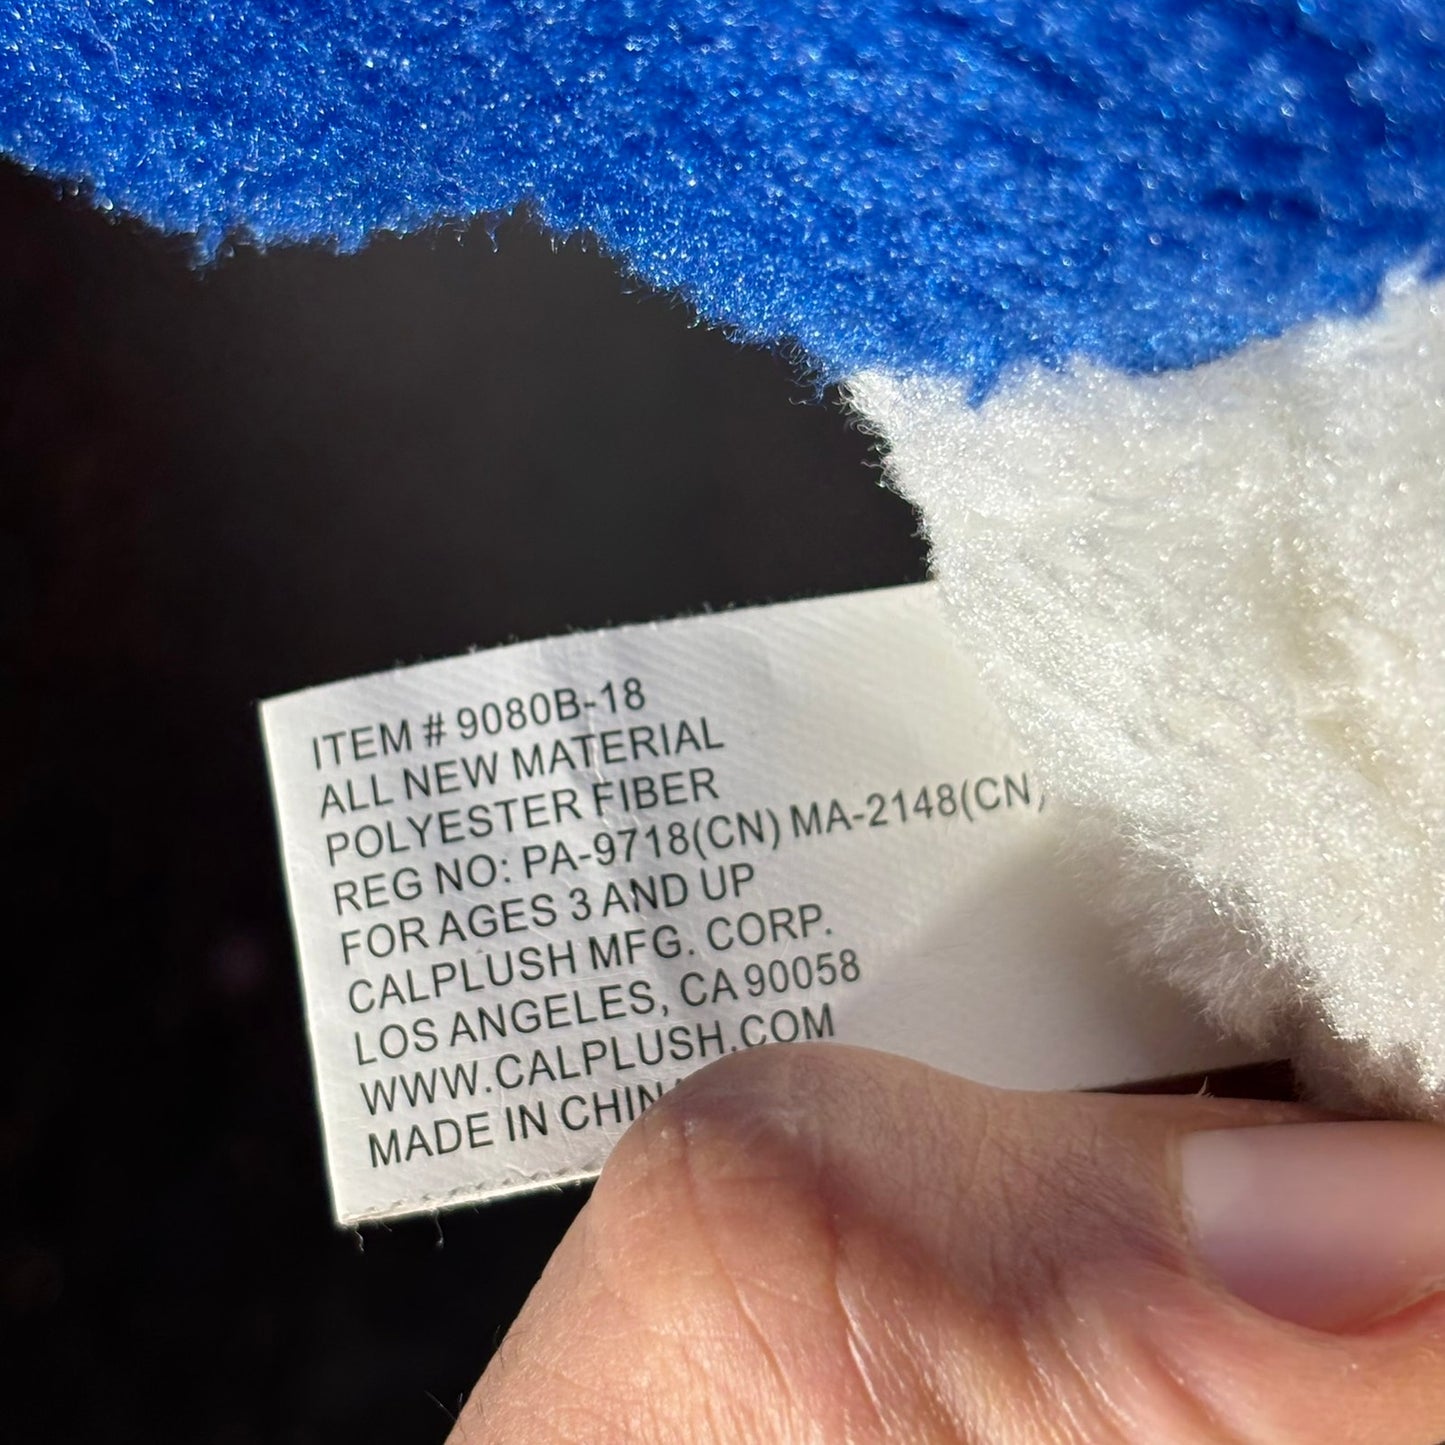 ITEM # 9080B-18
ALL NEW MATERIAL
POLYESTER FIBER
REG NO: PA-9718(CN) MA-2148(CN)
FOR AGES 3 AND UP
CALPLUSH MFG. CORP.
LOS ANGELES, CA 90058
WWW.CALPLUSH.COM
MADE IN CHINA